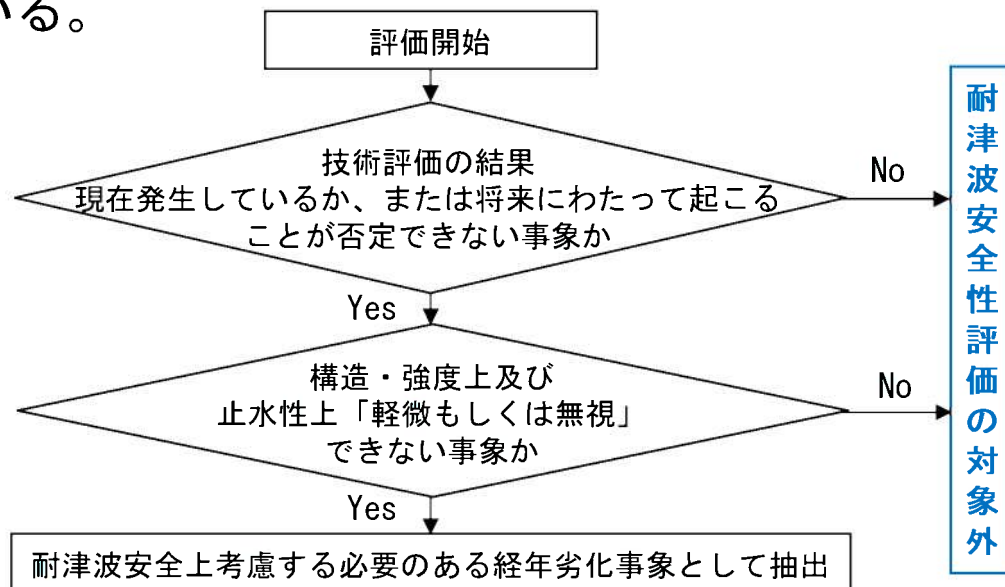 いる。
評価開始
技術評価の結果
現在発生しているか、または将来にわたって起こる
ことが否定できない事象か
No
Yes
構造・強度上及び
止水性上「軽微もしくは無視」
できない事象か
No
Yes
耐津波安全上考慮する必要のある経年劣化事象として抽出
耐津波安全性評価の対象外